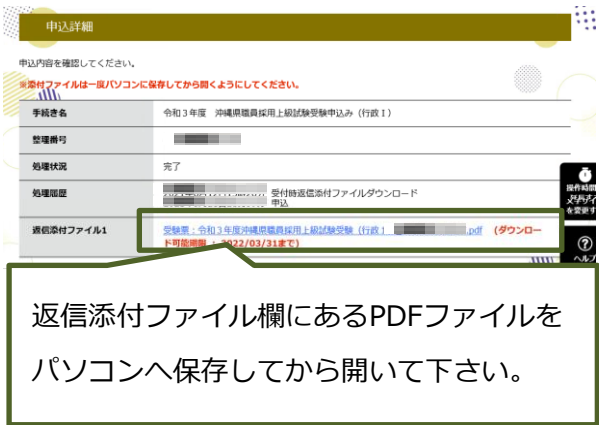 申込詳細
申込内容を確認してください。
※添付ファイルは一度パソコンに保存してから開くようにしてください。
手続き名 令和３年度 沖縄県職員採用上級試験受験申込み（行政Ⅰ）
整理番号
処理状況 完了
処理履歴 受付時返信添付ファイルダウンロード
申込
返信添付ファイル1 受験票：令和３年度沖縄県職員採用上級試験受験（行政Ⅰ .pdf (ダウンロー
ド可能期限 ： 2022/03/31まで)
操作時間
を変更す
ヘルプ
返信添付ファイル欄にあるPDFファイルを
パソコンへ保存してから開いて下さい。